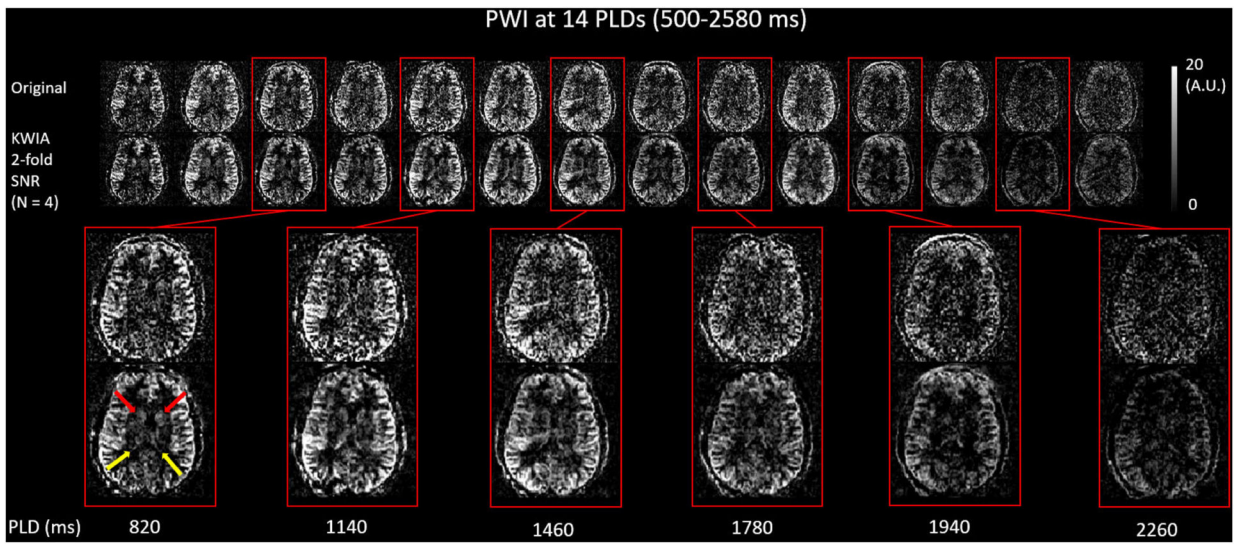 PWI at 14 PLDs (500-2580 ms)
Original
20
(A.U.)
KWIA
2-fold
SNR
(N = 4)
0
PLD (ms) 820 1140 1460 1780 1940 2260